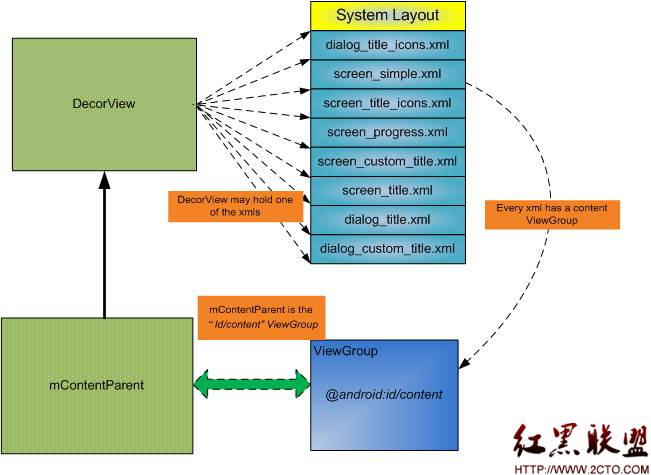 System Layout
dialog_title_icons.xml
DecorView
screen_simple.xml
screen_title_icons.xml
screen_progress.xml
screen_custom_title.xml
screen_title.xml
dialog_title.xml
dialog_custom_title.xml
DecorView may hold one
of the xmls
Every xml has a content
ViewGroup
mContentParent is the
“Id/content” ViewGroup
mContentParent
ViewGroup
@android:id/content
红黑联盟
HTTP://WWW.2CTO.COM